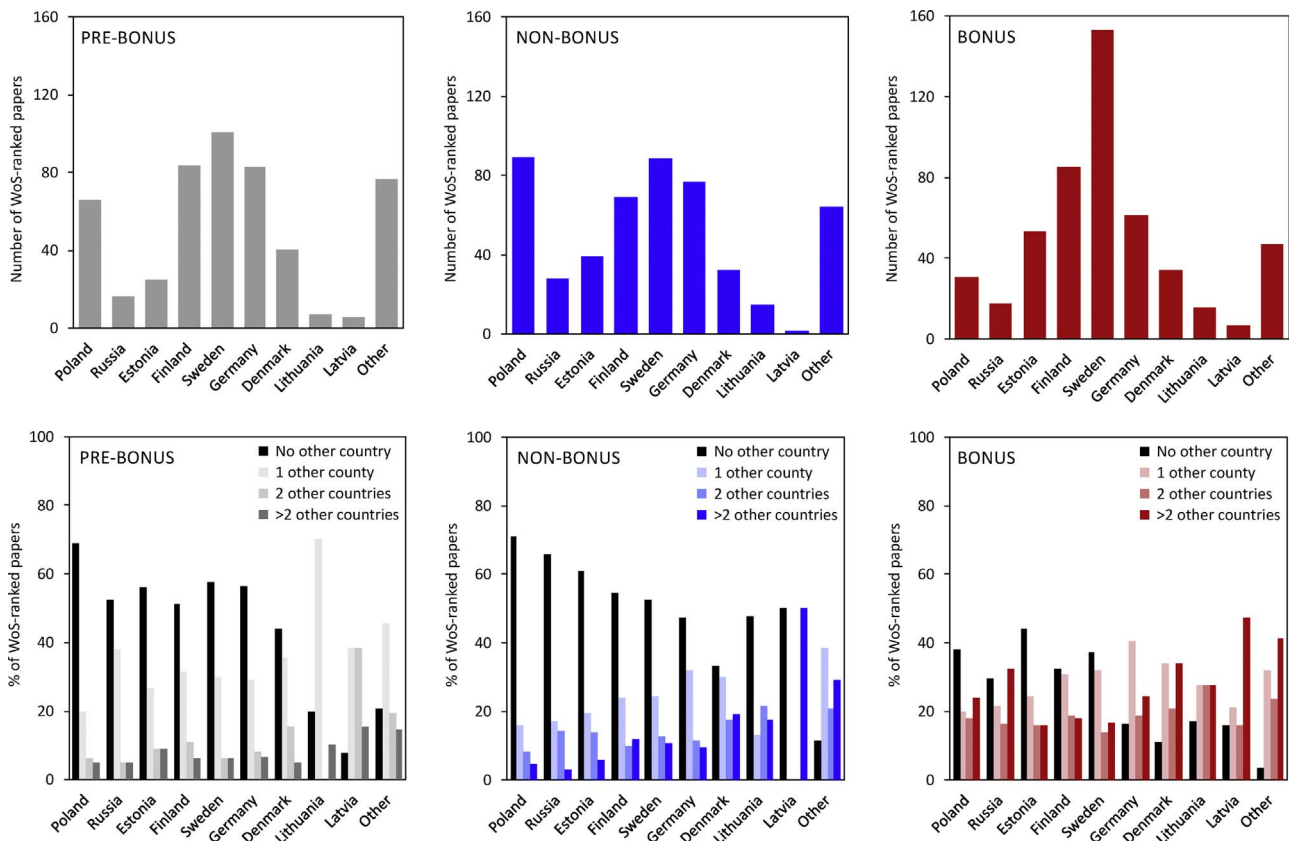 PRE-BONUS
Number of WoS-ranked papers
160
120
80
40
0
Poland
Russia
Estonia
Finland
Sweden
Germany
Denmark
Lithuania
Latvia
Other
NON-BONUS
Number of WoS-ranked papers
160
120
80
40
0
Poland
Russia
Estonia
Finland
Sweden
Germany
Denmark
Lithuania
Latvia
Other
BONUS
Number of WoS-ranked papers
160
120
80
40
0
Poland
Russia
Estonia
Finland
Sweden
Germany
Denmark
Lithuania
Latvia
Other
PRE-BONUS
No other country
1 other county
2 other countries
>2 other countries
% of WoS-ranked papers
100
80
60
40
20
0
Poland
Russia
Estonia
Finland
Sweden
Germany
Denmark
Lithuania
Latvia
Other
NON-BONUS
No other country
1 other county
2 other countries
>2 other countries
% of WoS-ranked papers
100
80
60
40
20
0
Poland
Russia
Estonia
Finland
Sweden
Germany
Denmark
Lithuania
Latvia
Other
BONUS
No other country
1 other country
2 other countries
>2 other countries
% of WoS-ranked papers
100
80
60
40
20
0
Poland
Russia
Estonia
Finland
Sweden
Germany
Denmark
Lithuania
Latvia
Other